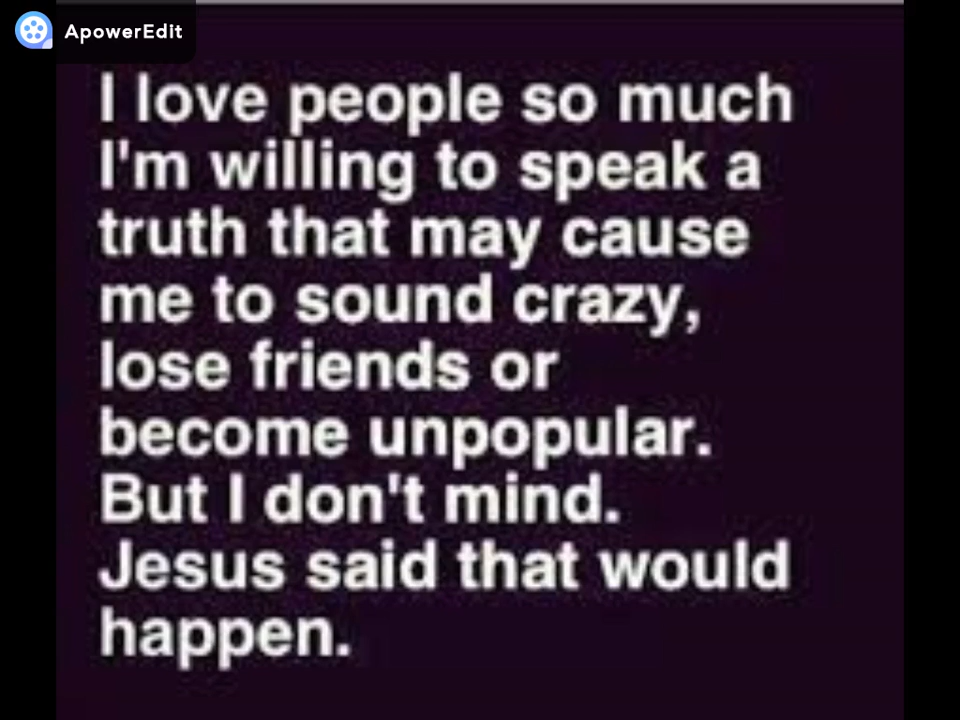 ApowerEdit
I love people so much
I'm willing to speak a
truth that may cause
me to sound crazy,
lose friends or
become unpopular.
But I don't mind.
Jesus said that would
happen.